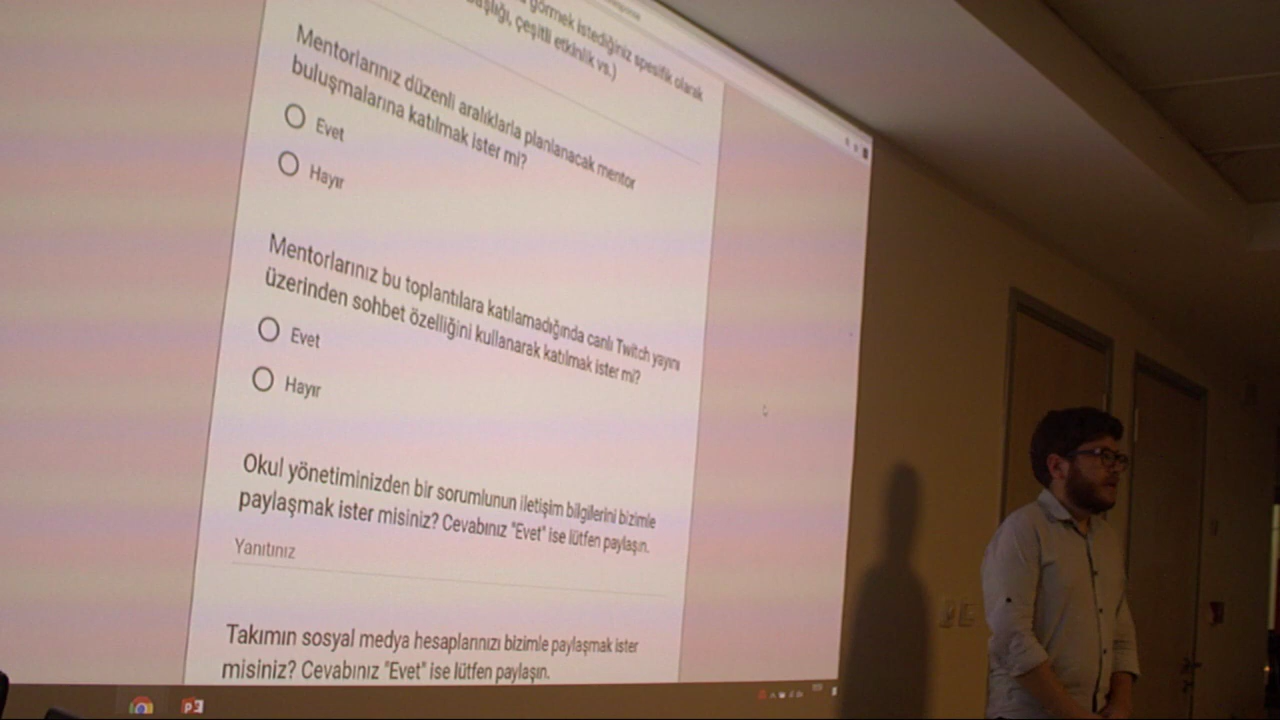 görmek istediğiniz spesifik olarak
çeşitli etkinlik vs.)
Mentorlarınız düzenli aralıklarla planlanacak mentor
buluşmalarına katılmak ister mi?
Evet
Hayır
Mentorlarınız bu toplantılara katılamadığında canlı Twitch yayını
üzerinden sohbet özelliğini kullanarak katılmak ister mi?
Evet
Hayır
Okul yönetiminizden bir sorumlunun iletişim bilgilerini bizimle
paylaşmak ister misiniz? Cevabınız "Evet" ise lütfen paylaşın.
Yanıtınız
Takımın sosyal medya hesaplarınızı bizimle paylaşmak ister
misiniz? Cevabınız "Evet" ise lütfen paylaşın.